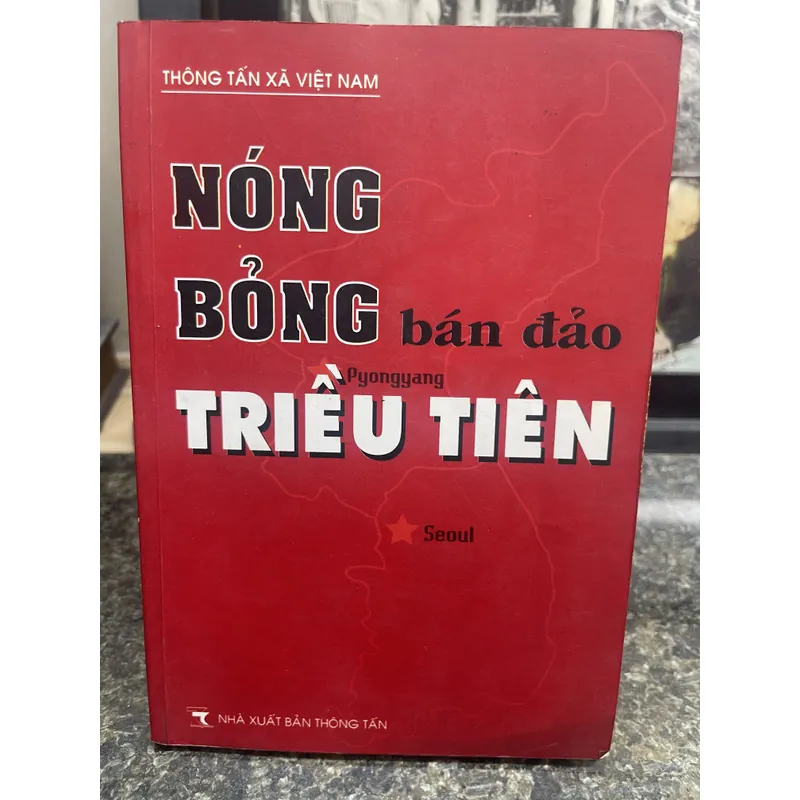 THÔNG TẤN XÃ VIỆT NAM
NÓNG
BỎNG bán đảo
Pyongyang
TRIỀU TIÊN
Seoul
NHÀ XUẤT BẢN THÔNG TẤN